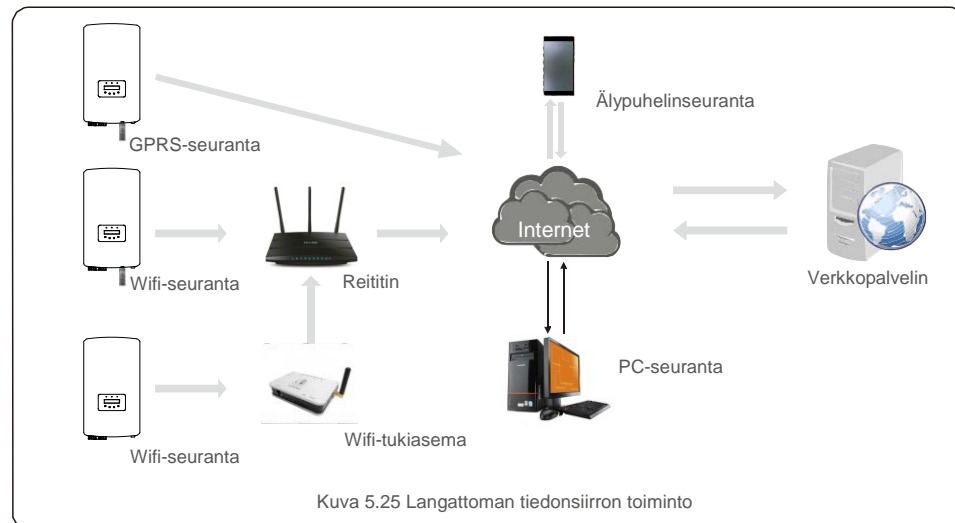 GPRS-seuranta
Älypuhelinseuranta
Internet
Wifi-seuranta
Reititin
Verkkopalvelin
PC-seuranta
Wifi-seuranta
Wifi-tukiasema
Kuva 5.25 Langattoman tiedonsiirron toiminto